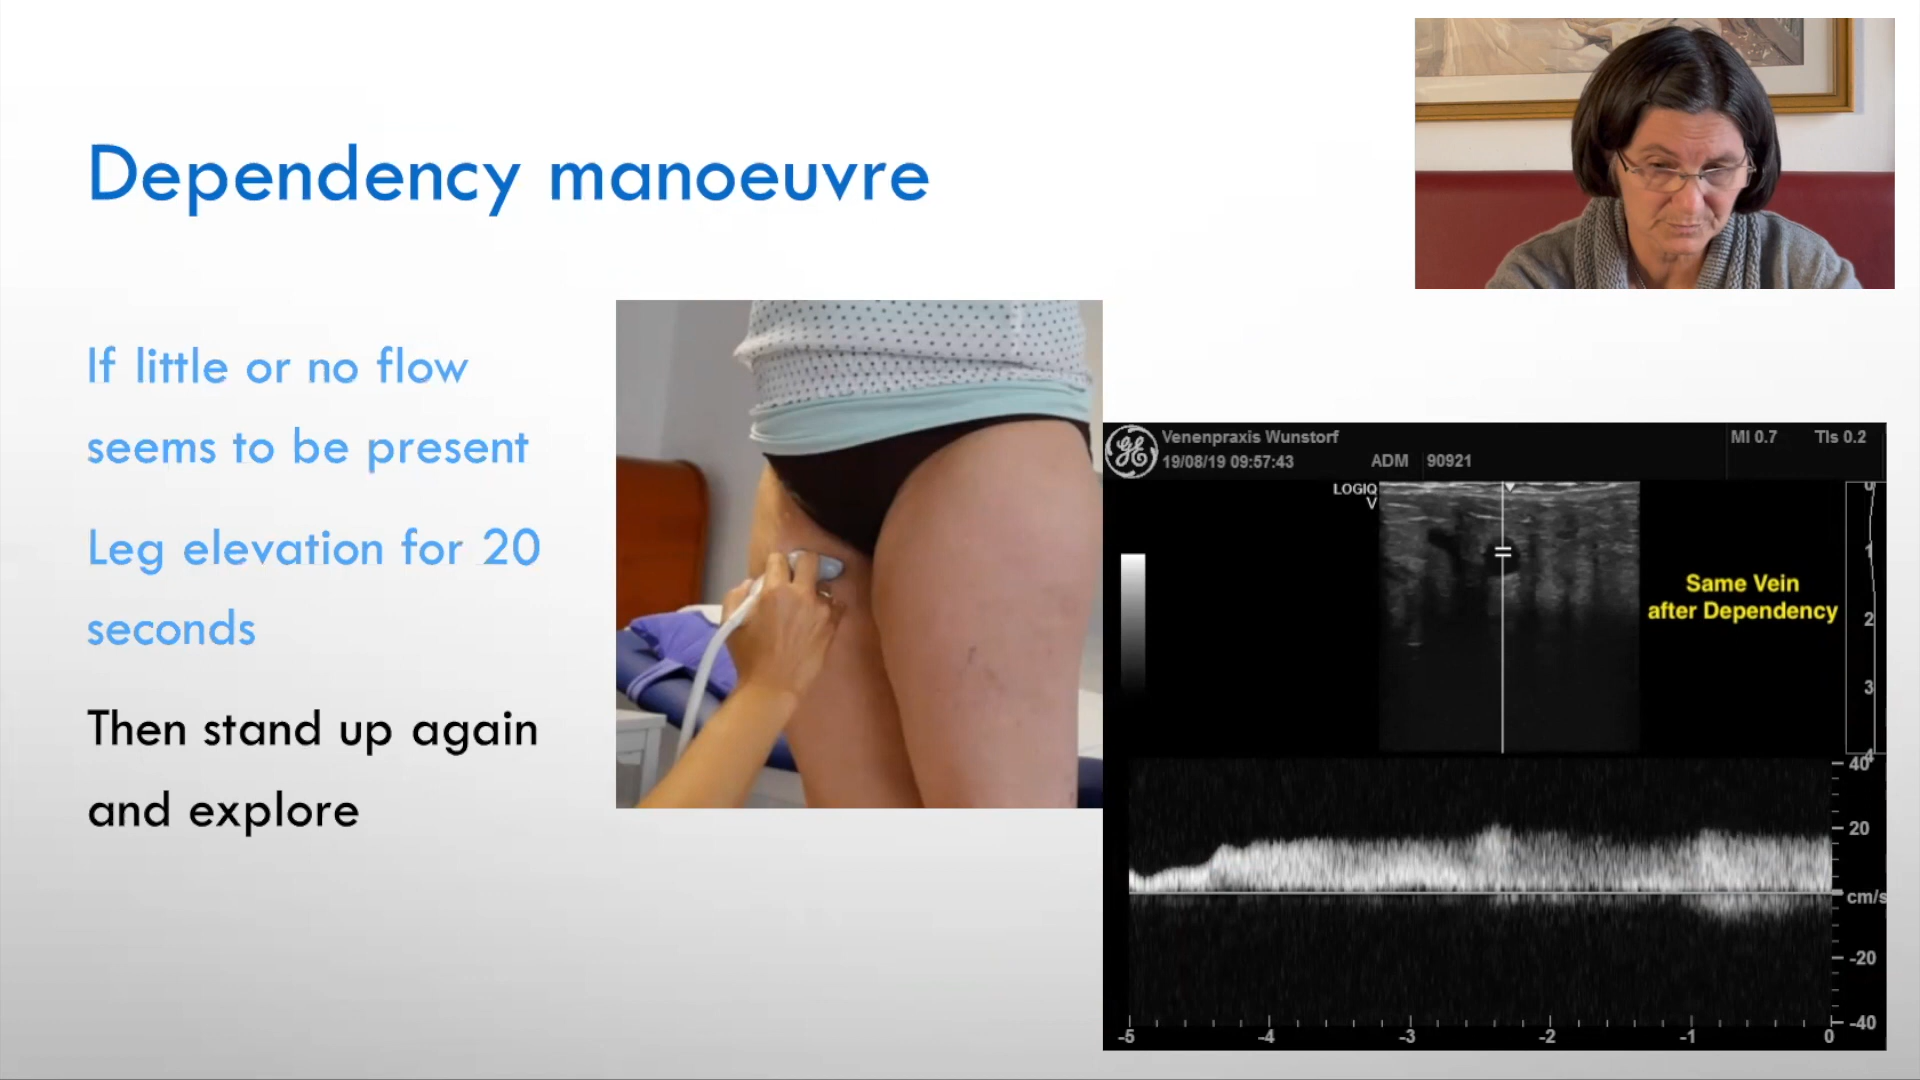 Dependency manoeuvre
If little or no flow
seems to be present
Leg elevation for 20
seconds
Then stand up again
and explore
Venenpraxis Wunstorf
19/08/19 09:57:43 ADM 90921
MI 0.7 TIs 0.2
LOGIQ
V
Same Vein
after Dependency
0
1
2
3
4
40
20
cm/s
-20
-40
-5 -4 -3 -2 -1 0